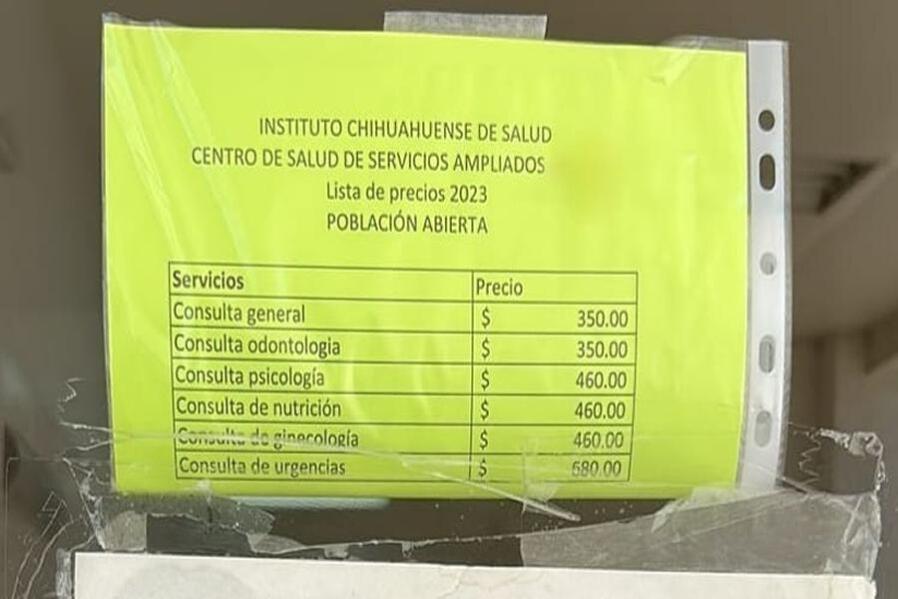 INSTITUTO CHIHUAHUENSE DE SALUD
CENTRO DE SALUD DE SERVICIOS AMPLIADOS
Lista de precios 2023
POBLACIÓN ABIERTA
Servicios Precio
Consulta general $ 350.00
Consulta odontologia $ 350.00
Consulta psicología $ 460.00
Consulta de nutrición $ 460.00
Consulta de ginecología $ 460.00
Consulta de urgencias $ 680.00